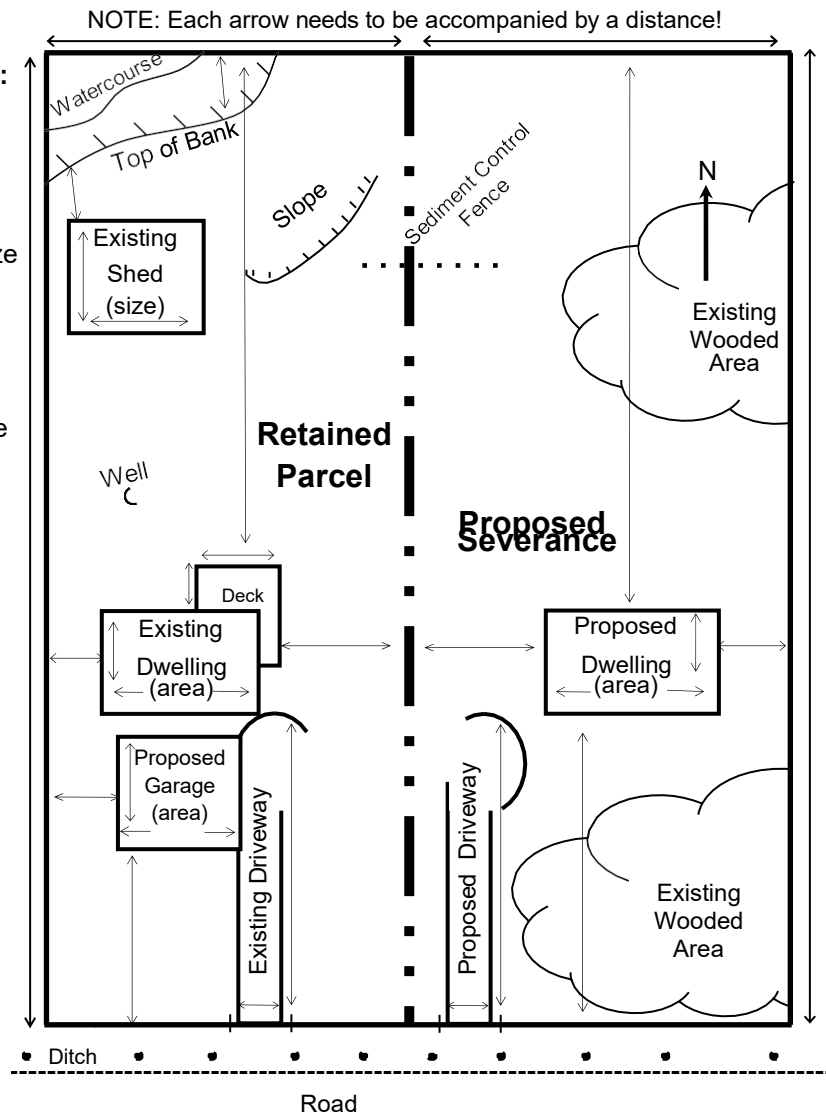 NOTE: Each arrow needs to be accompanied by a distance!
:
Watercourse
Top of Bank
Slope
Sediment Control
Fence
N
ze
Existing
Shed
(size)
Existing
Wooded
Area
e
Retained
Parcel
Well
Proposed
Severance
Deck
Existing
Dwelling
(area)
Proposed
Dwelling
(area)
Proposed
Garage
(area)
Existing Driveway
Proposed Driveway
Existing
Wooded
Area
Ditch
Road